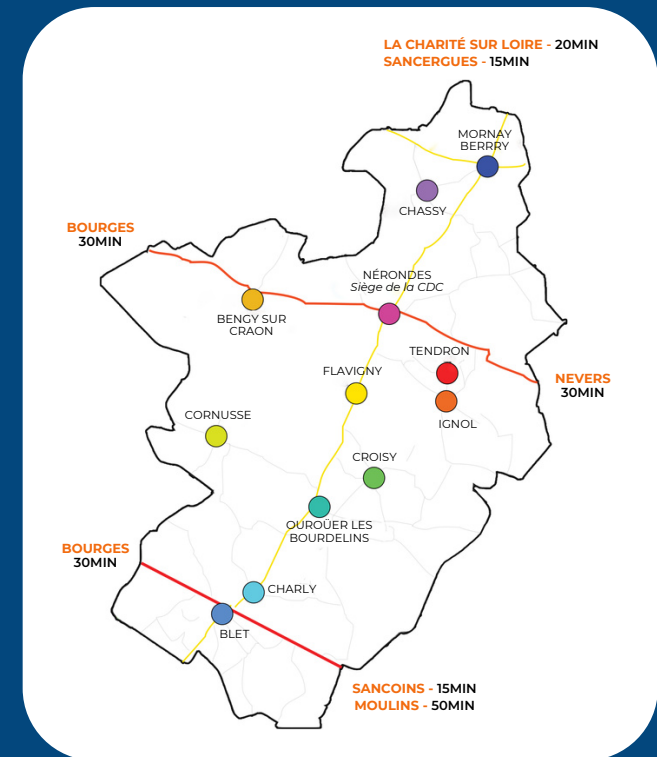 LA CHARITÉ SUR LOIRE - 20MIN
SANCERGUES - 15MIN
MORNAY
BERRRY
CHASSY
BOURGES
30MIN
NÉRONDES
Siège de la CDC
BENGY SUR
CRAON
TENDRON
FLAVIGNY
NEVERS
30MIN
CORNUSSE
IGNOL
CROISY
OUROÜER LES
BOURDELINS
BOURGES
30MIN
CHARLY
BLET
SANCOINS - 15MIN
MOULINS - 50MIN